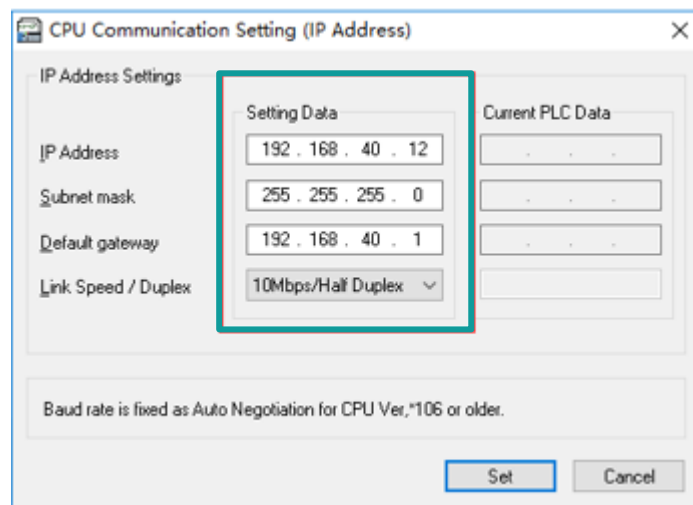 CPU Communication Setting (IP Address)
IP Address Settings
Setting Data
Current PLC Data
IP Address
192 . 168 . 40 . 12
. . .
Subnet mask
255 . 255 . 255 . 0
. . .
Default gateway
192 . 168 . 40 . 1
. . .
Link Speed / Duplex
10Mbps/Half Duplex
Baud rate is fixed as Auto Negotiation for CPU Ver,*106 or older.
Set
Cancel